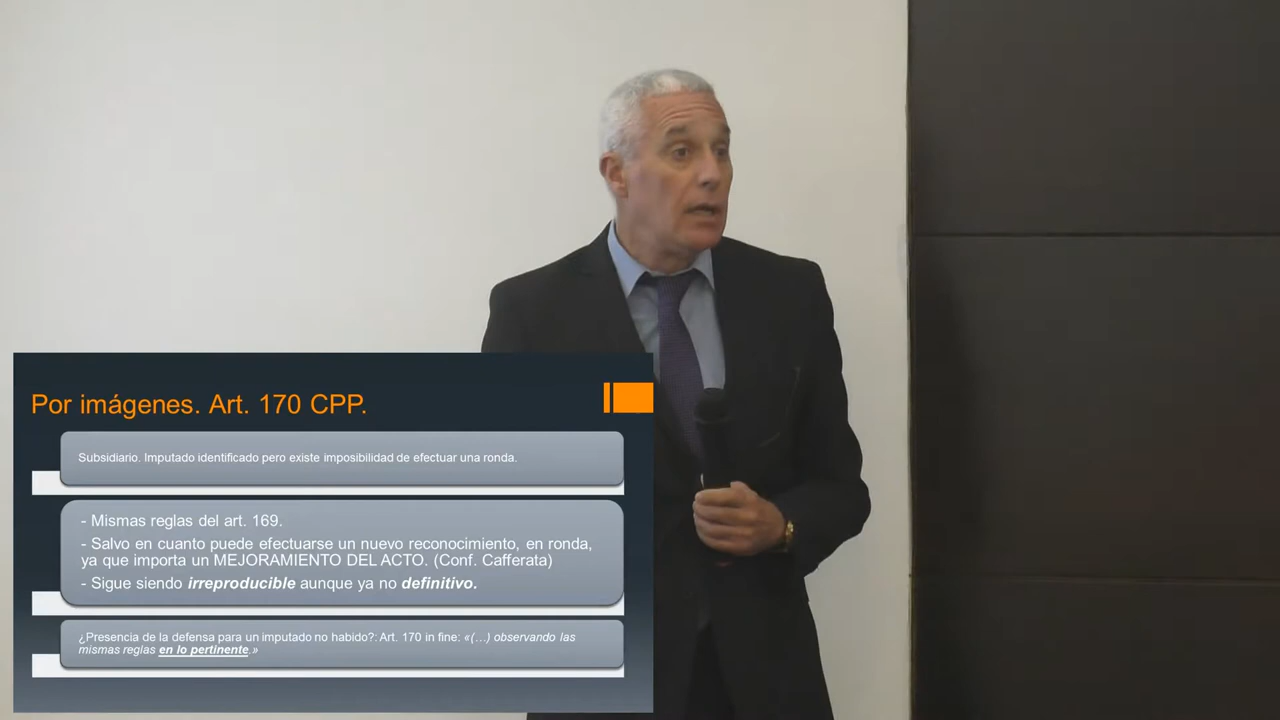 Por imágenes. Art. 170 CPP.
Subsidiario. Imputado identificado pero existe imposibilidad de efectuar una ronda.
- Mismas reglas del art. 169.
- Salvo en cuanto puede efectuarse un nuevo reconocimiento, en ronda,
ya que importa un MEJORAMIENTO DEL ACTO. (Conf. Cafferata)
- Sigue siendo irreproducible aunque ya no definitivo.
¿Presencia de la defensa para un imputado no habido?: Art. 170 in fine: «(…) observando las
mismas reglas en lo pertinente.»